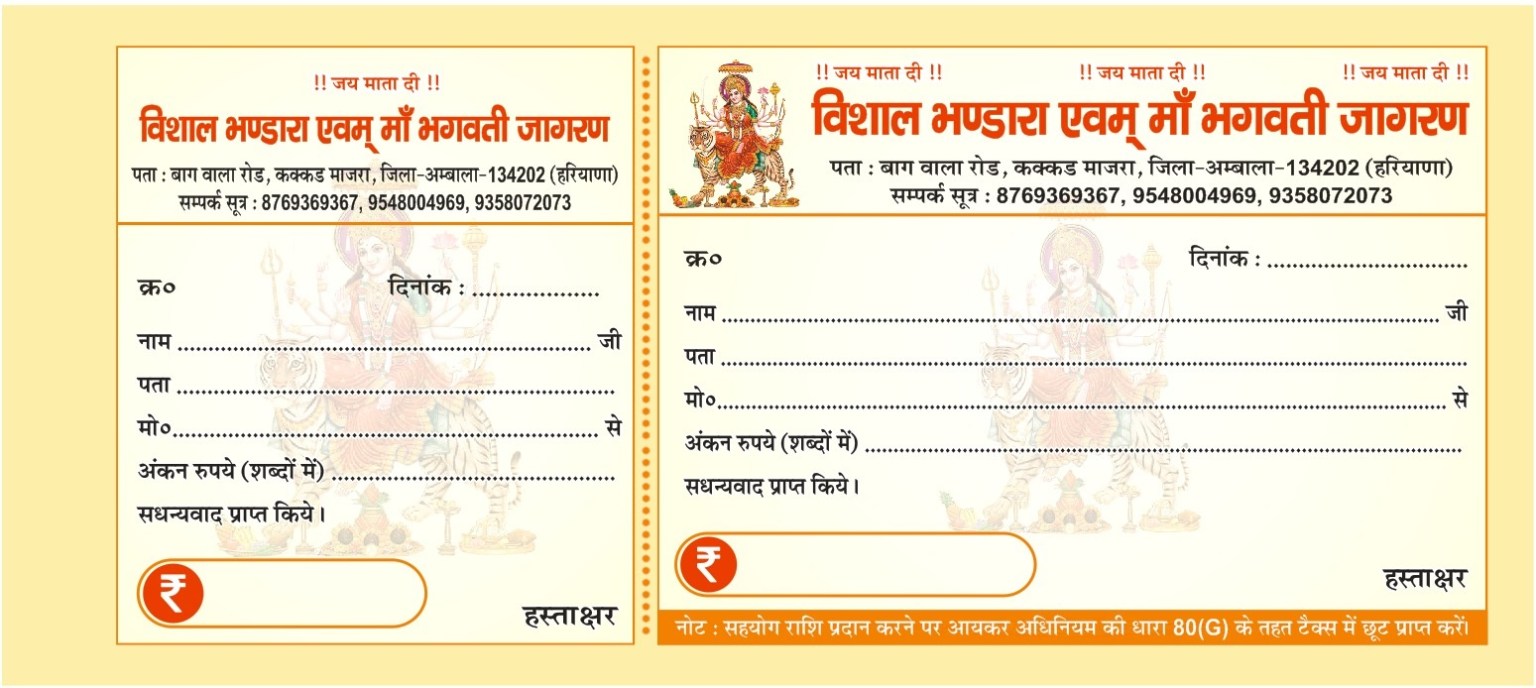 !! जय माता दी !!
विशाल भण्डारा एवम् माँ भगवती जागरण
पता : बाग वाला रोड, कक्कड माजरा, जिला-अम्बाला-134202 (हरियाणा)
सम्पर्क सूत्र : 8769369367, 9548004969, 9358072073
क्र० दिनांक : ..................
नाम .................................................. जी
पता ..................................................
मो०.................................................. से
अंकन रुपये (शब्दों में) ..................................
सधन्यवाद प्राप्त किये।
₹
हस्ताक्षर
!! जय माता दी !! !! जय माता दी !! !! जय माता दी !!
विशाल भण्डारा एवम् माँ भगवती जागरण
पता : बाग वाला रोड, कक्कड माजरा, जिला-अम्बाला-134202 (हरियाणा)
सम्पर्क सूत्र : 8769369367, 9548004969, 9358072073
क्र० दिनांक : .............................
नाम .................................................. जी
पता ..................................................
मो०.................................................. से
अंकन रुपये (शब्दों में) ..................................................
सधन्यवाद प्राप्त किये।
₹
हस्ताक्षर
नोट : सहयोग राशि प्रदान करने पर आयकर अधिनियम की धारा 80(G) के तहत टैक्स में छूट प्राप्त करें।